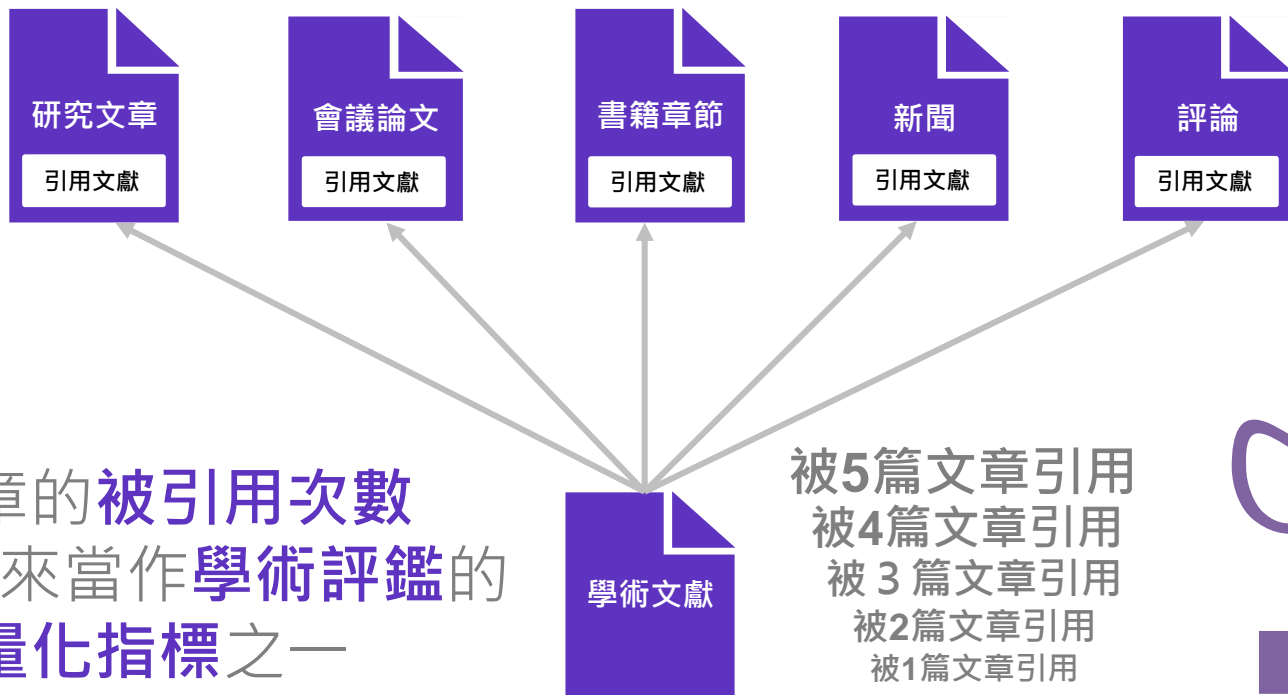 研究文章
引用文獻
會議論文
引用文獻
書籍章節
引用文獻
新聞
引用文獻
評論
引用文獻
章的被引用次數
來當作學術評鑑的
量化指標之一
學術文獻
被5篇文章引用
被4篇文章引用
被 3 篇文章引用
被2篇文章引用
被1篇文章引用